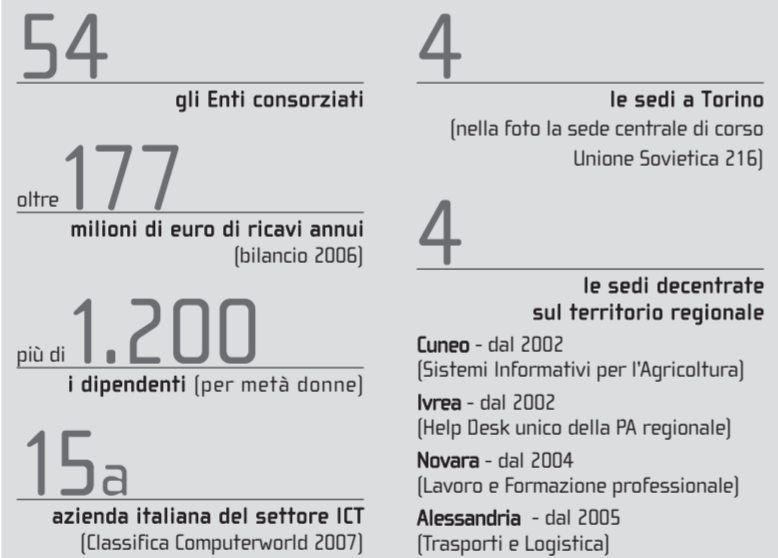 54
gli Enti consorziati
oltre 177
milioni di euro di ricavi annui
(bilancio 2006)
più di 1.200
i dipendenti (per metà donne)
15a
azienda italiana del settore ICT
(Classifica Computerworld 2007)
4
le sedi a Torino
(nella foto la sede centrale di corso
Unione Sovietica 216)
4
le sedi decentrate
sul territorio regionale
Cuneo - dal 2002
(Sistemi Informativi per l'Agricoltura)
Ivrea - dal 2002
(Help Desk unico della PA regionale)
Novara - dal 2004
(Lavoro e Formazione professionale)
Alessandria - dal 2005
(Trasporti e Logistica)